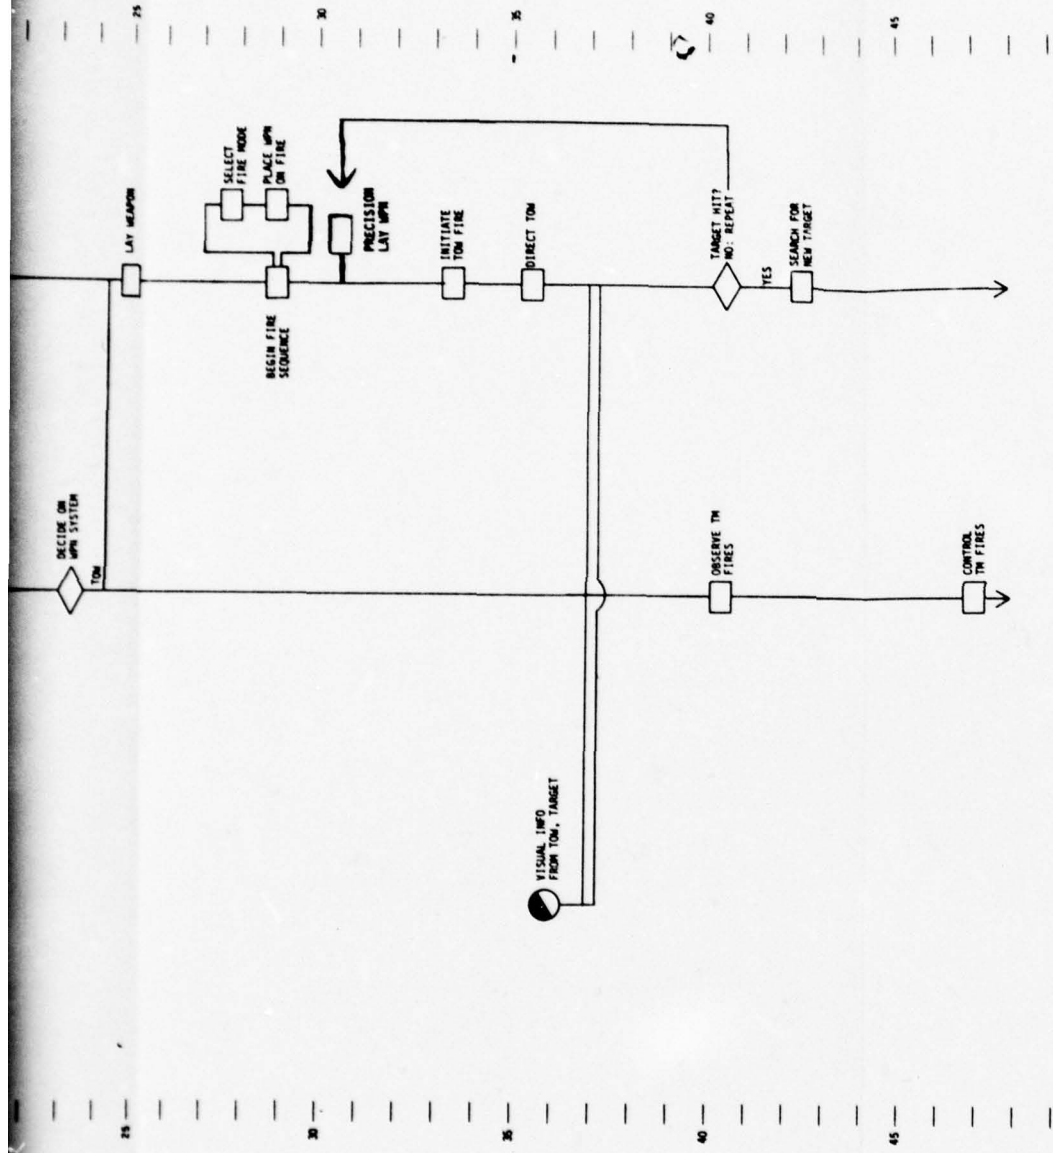 25
30
35
40
45
DECIDE ON
WPN SYSTEM
TOW
LAY WEAPON
SELECT
FIRE MODE
PLACE WPN
ON FIRE
BEGIN FIRE
SEQUENCE
PRECISION
LAY WPN
INITIATE
TOW FIRE
DIRECT TOW
VISUAL INFO
FROM TOW, TARGET
TARGET HIT?
NO: REPEAT
YES
OBSERVE TM
FIRES
SEARCH FOR
NEW TARGET
CONTROL
TM FIRES
25
30
35
40
45